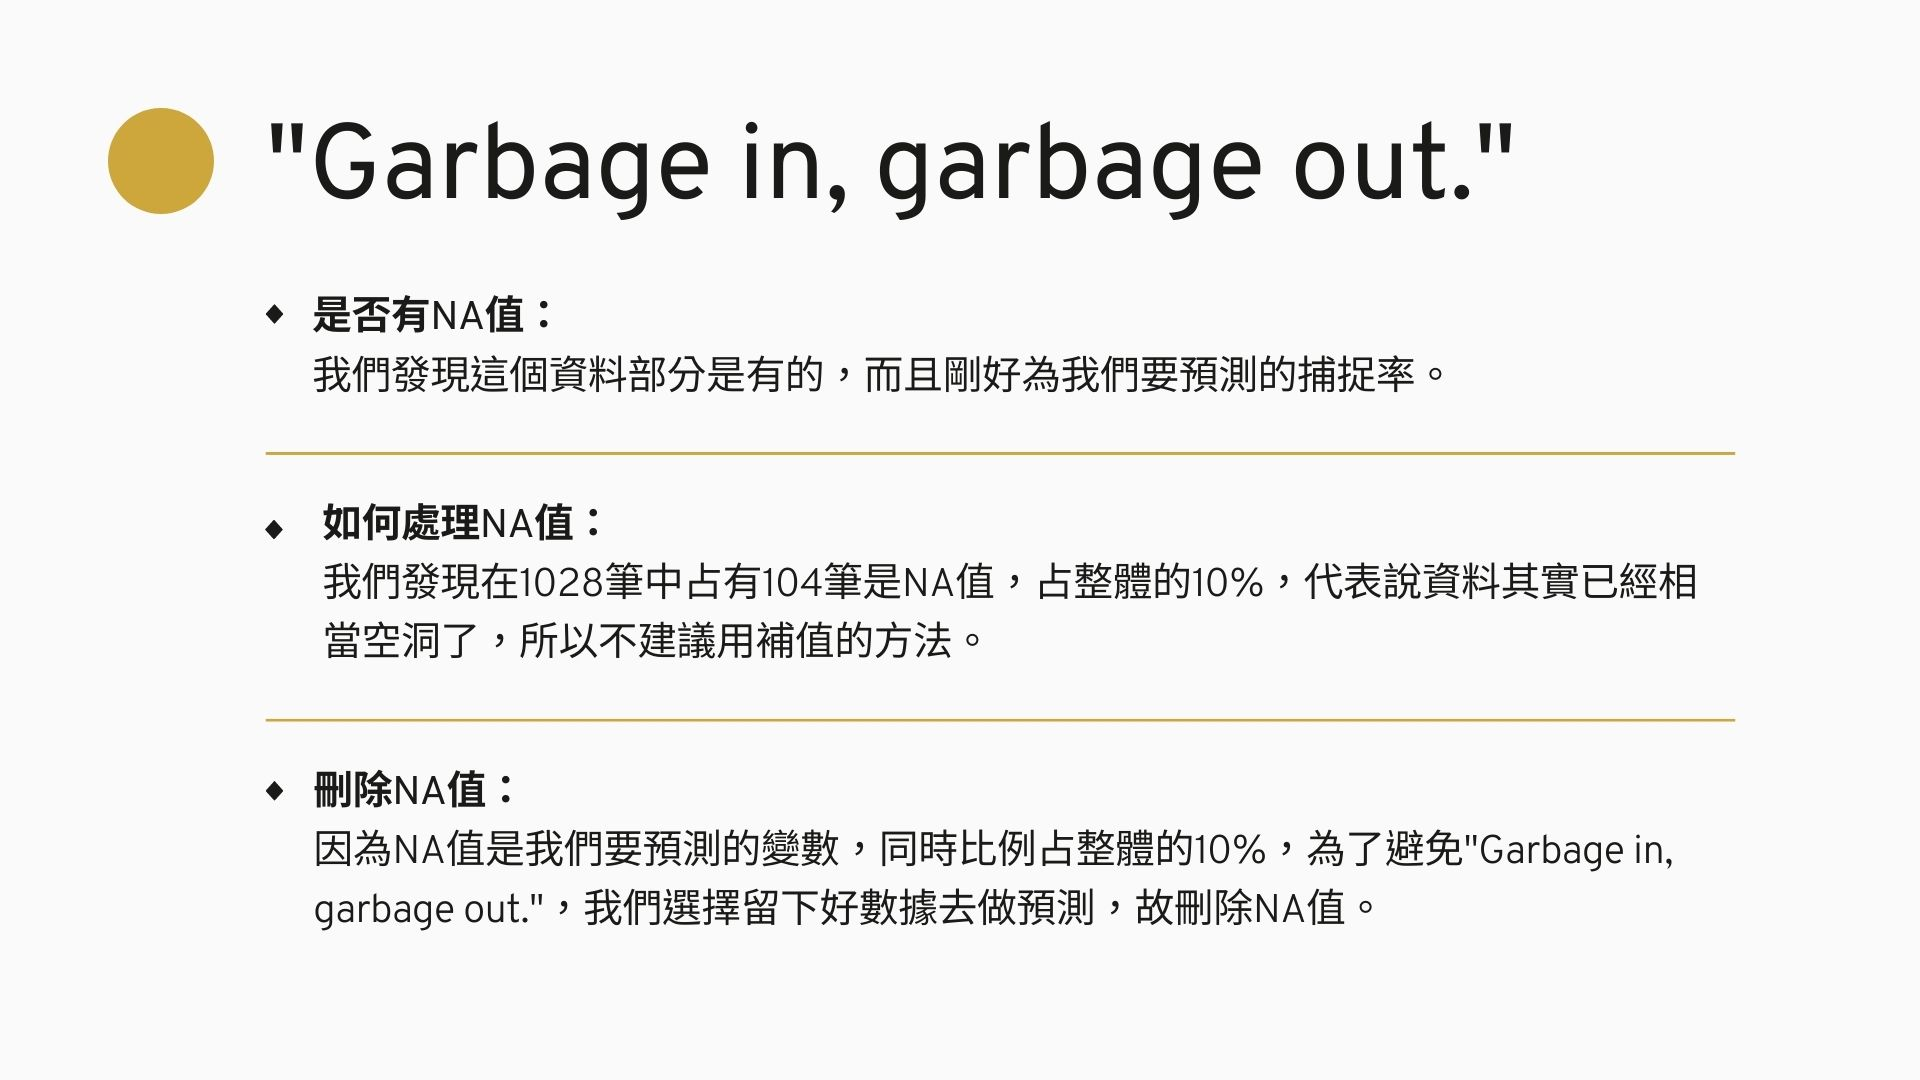 "Garbage in, garbage out."
是否有NA值：
我們發現這個資料部分是有的，而且剛好為我們要預測的捕捉率。
如何處理NA值：
我們發現在1028筆中占有104筆是NA值，占整體的10%，代表說資料其實已經相
當空洞了，所以不建議用補值的方法。
刪除NA值：
因為NA值是我們要預測的變數，同時比例占整體的10%，為了避免"Garbage in,
garbage out."，我們選擇留下好數據去做預測，故刪除NA值。